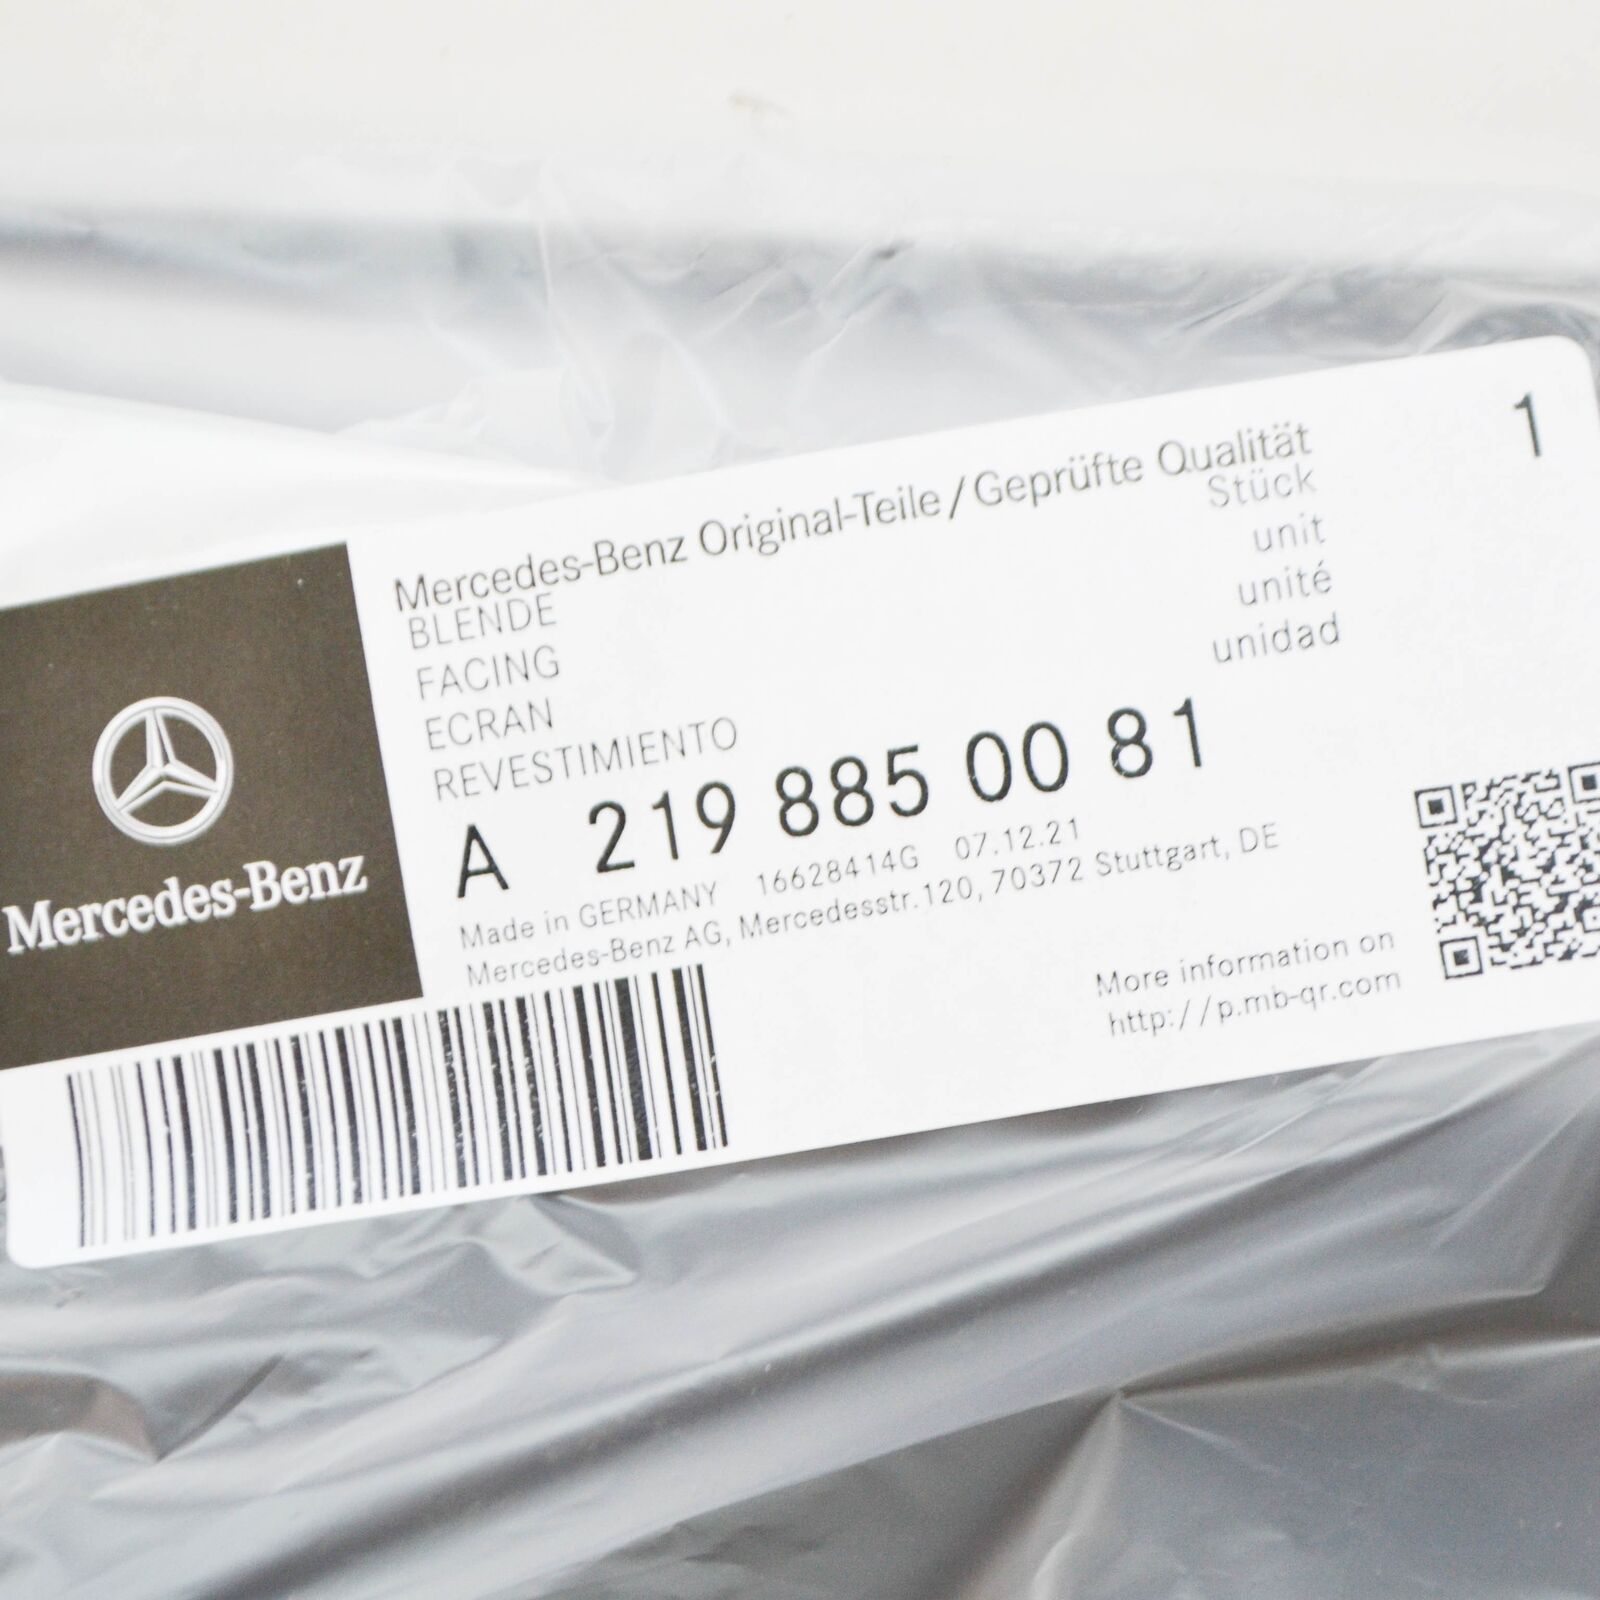 Mercedes-Benz
Mercedes-Benz Original-Teile/Geprüfte Qualität
1
BLENDE
Stück
FACING
unit
ECRAN
unité
REVESTIMIENTO
unidad
A 219 885 00 81
Made in GERMANY 16628414G 07.12.21
Mercedes-Benz AG, Mercedesstr.120, 70372 Stuttgart, DE
More information on
http://p.mb-qr.com